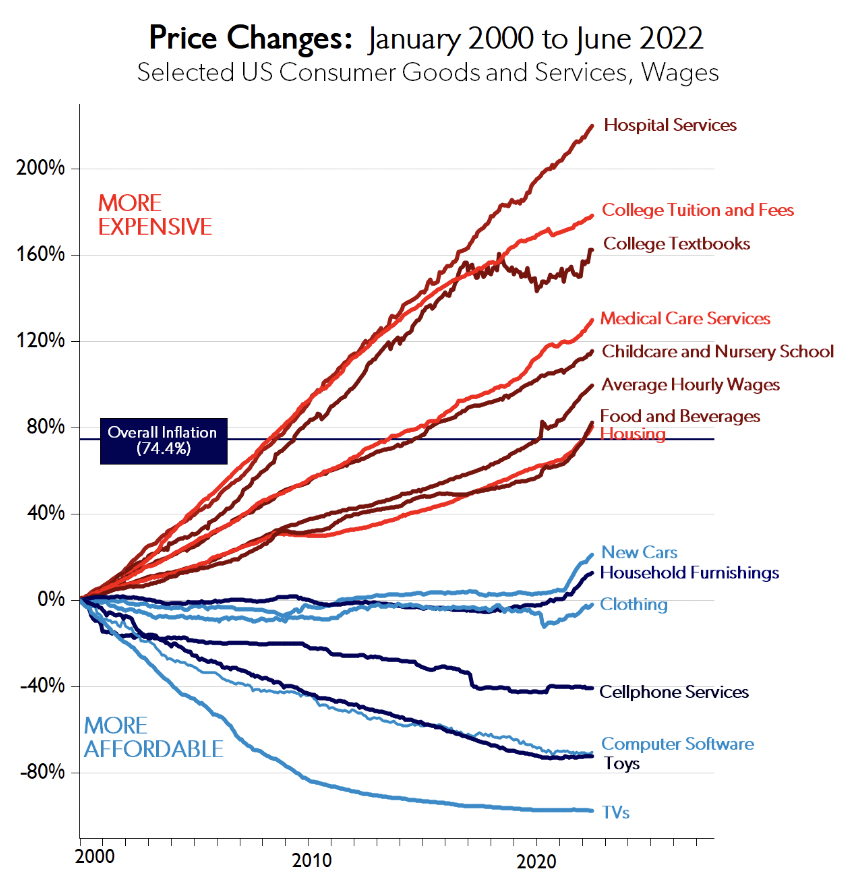 Price Changes: January 2000 to June 2022
Selected US Consumer Goods and Services, Wages
200%
160%
120%
80%
40%
0%
-40%
-80%
MORE
EXPENSIVE
Overall Inflation
(74.4%)
MORE
AFFORDABLE
Hospital Services
College Tuition and Fees
College Textbooks
Medical Care Services
Childcare and Nursery School
Average Hourly Wages
Food and Beverages
Housing
New Cars
Household Furnishings
Clothing
Cellphone Services
Computer Software
Toys
TVs
2000
2010
2020